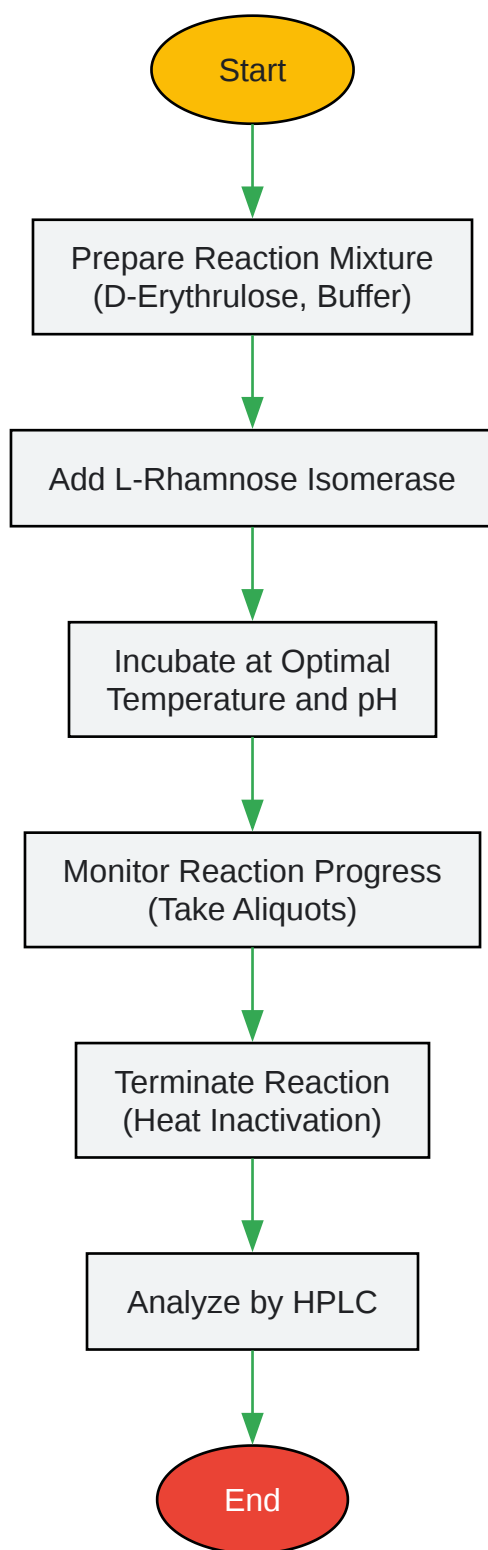 Start
Prepare Reaction Mixture
(D-Erythrulose, Buffer)
Add L-Rhamnose Isomerase
Incubate at Optimal
Temperature and pH
Monitor Reaction Progress
(Take Aliquots)
Terminate Reaction
(Heat Inactivation)
Analyze by HPLC
End